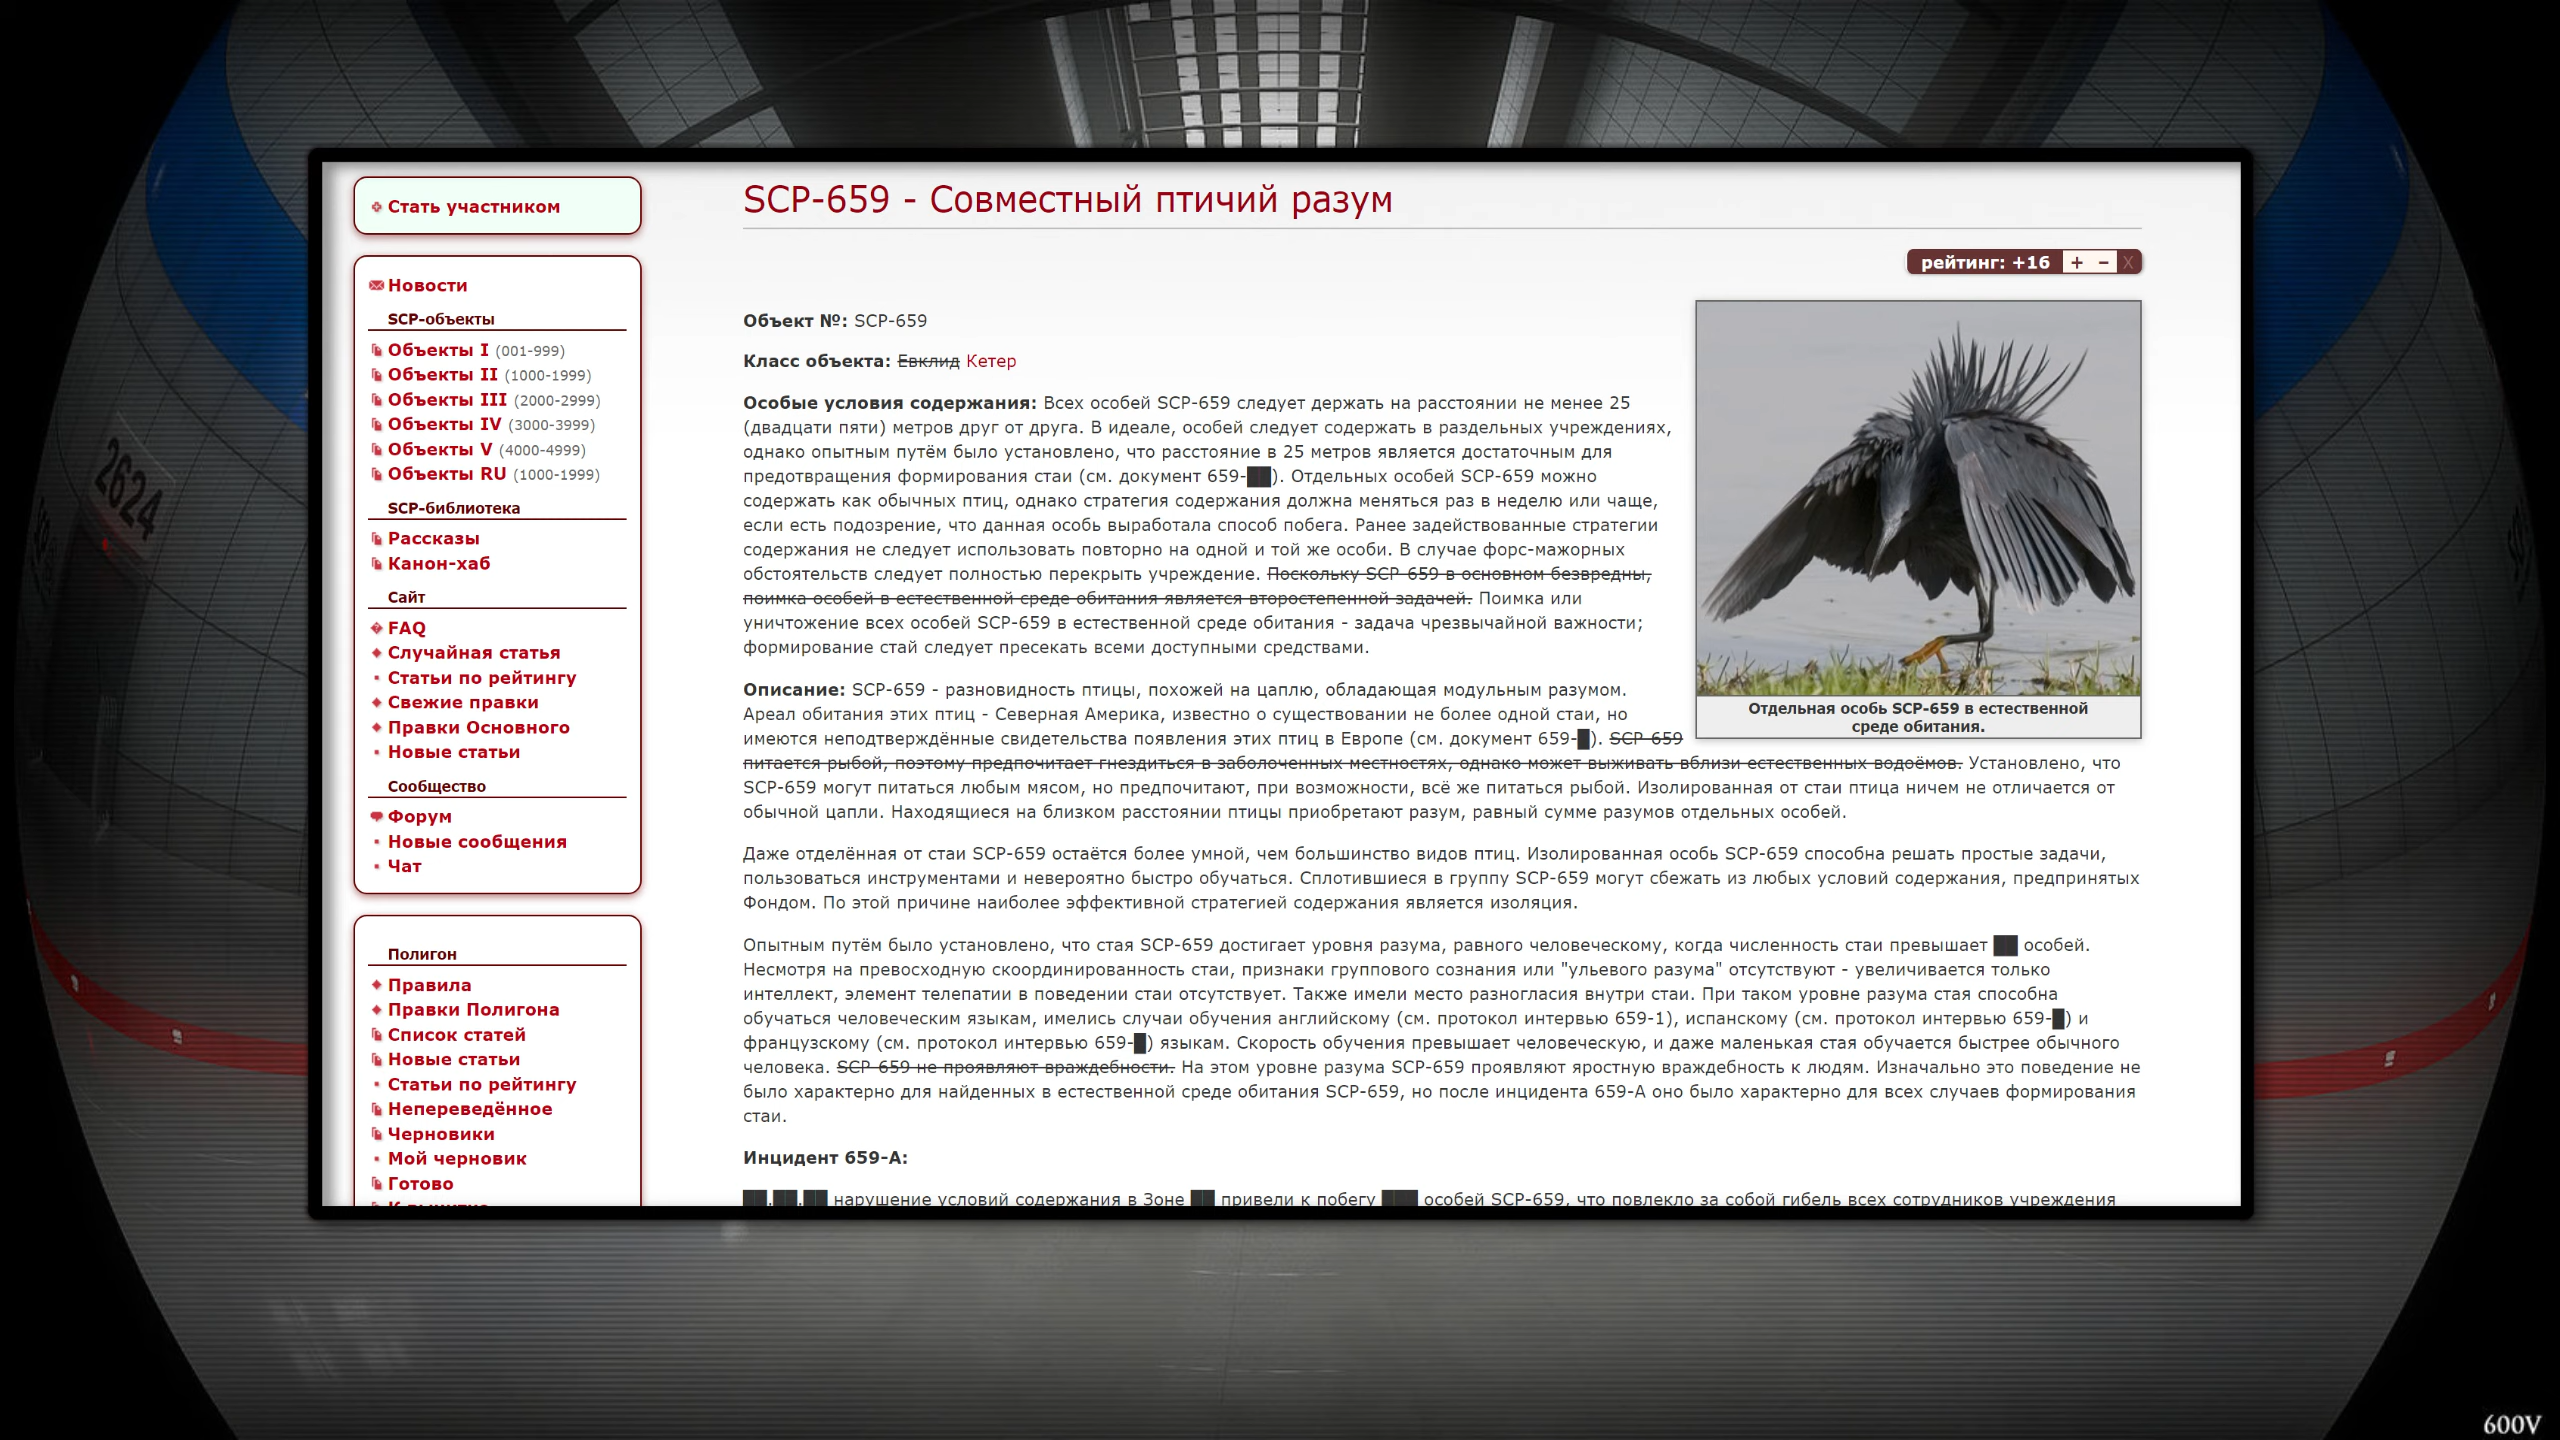 Стать участником
Новости
SCP-объекты
Объекты I (001-999)
Объекты II (1000-1999)
Объекты III (2000-2999)
Объекты IV (3000-3999)
Объекты V (4000-4999)
Объекты RU (1000-1999)
SCP-библиотека
Рассказы
Канон-хаб
Сайт
FAQ
Случайная статья
Статьи по рейтингу
Свежие правки
Правки Основного
Новые статьи
Сообщество
Форум
Новые сообщения
Чат
Полигон
Правила
Правки Полигона
Список статей
Новые статьи
Статьи по рейтингу
Непереведённое
Черновики
Мой черновик
Готово
SCP-659 - Совместный птичий разум
рейтинг: +16 + − X
Объект №: SCP-659
Класс объекта: Евклид Кетер
Особые условия содержания: Всех особей SCP-659 следует держать на расстоянии не менее 25
(двадцати пяти) метров друг от друга. В идеале, особей следует содержать в раздельных учреждениях,
однако опытным путём было установлено, что расстояние в 25 метров является достаточным для
предотвращения формирования стаи (см. документ 659-██). Отдельных особей SCP-659 можно
содержать как обычных птиц, однако стратегия содержания должна меняться раз в неделю или чаще,
если есть подозрение, что данная особь выработала способ побега. Ранее задействованные стратегии
содержания не следует использовать повторно на одной и той же особи. В случае форс-мажорных
обстоятельств следует полностью перекрыть учреждение. Поскольку SCP-659 в основном безвредны,
поимка особей в естественной среде обитания является второстепенной задачей. Поимка или
уничтожение всех особей SCP-659 в естественной среде обитания - задача чрезвычайной важности;
формирование стай следует пресекать всеми доступными средствами.
Отдельная особь SCP-659 в естественной
среде обитания.
Описание: SCP-659 - разновидность птицы, похожей на цаплю, обладающая модульным разумом.
Ареал обитания этих птиц - Северная Америка, известно о существовании не более одной стаи, но
имеются неподтверждённые свидетельства появления этих птиц в Европе (см. документ 659-█). SCP-659
питается рыбой, поэтому предпочитает гнездиться в заболоченных местностях, однако может выживать вблизи естественных водоёмов. Установлено, что
SCP-659 могут питаться любым мясом, но предпочитают, при возможности, всё же питаться рыбой. Изолированная от стаи птица ничем не отличается от
обычной цапли. Находящиеся на близком расстоянии птицы приобретают разум, равный сумме разумов отдельных особей.
Даже отделённая от стаи SCP-659 остаётся более умной, чем большинство видов птиц. Изолированная особь SCP-659 способна решать простые задачи,
пользоваться инструментами и невероятно быстро обучаться. Сплотившиеся в группу SCP-659 могут сбежать из любых условий содержания, предпринятых
Фондом. По этой причине наиболее эффективной стратегией содержания является изоляция.
Опытным путём было установлено, что стая SCP-659 достигает уровня разума, равного человеческому, когда численность стаи превышает ██ особей.
Несмотря на превосходную скоординированность стаи, признаки группового сознания или "ульевого разума" отсутствуют - увеличивается только
интеллект, элемент телепатии в поведении стаи отсутствует. Также имели место разногласия внутри стаи. При таком уровне разума стая способна
обучаться человеческим языкам, имелись случаи обучения английскому (см. протокол интервью 659-1), испанскому (см. протокол интервью 659-█) и
французскому (см. протокол интервью 659-█) языкам. Скорость обучения превышает человеческую, и даже маленькая стая обучается быстрее обычного
человека. SCP-659 не проявляют враждебности. На этом уровне разума SCP-659 проявляют яростную враждебность к людям. Изначально это поведение не
было характерно для найденных в естественной среде обитания SCP-659, но после инцидента 659-А оно было характерно для всех случаев формирования
стаи.
Инцидент 659-А:
██.██.██ нарушение условий содержания в Зоне ██ привели к побегу ███ особей SCP-659, что повлекло за собой гибель всех сотрудников учреждения
2624
600V